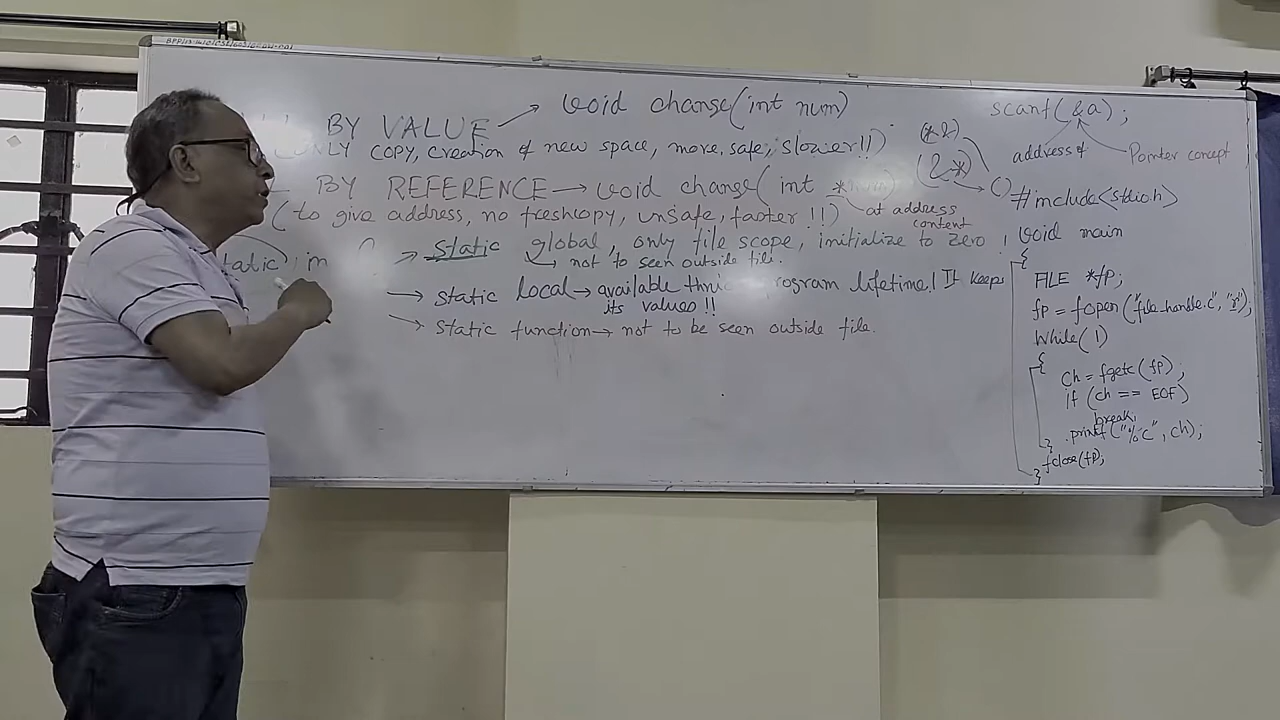 BY VALUE → void change(int num)
ONLY COPY, creation of new space, more safe, slower!!)
BY REFERENCE → void change( int *
(to give address, no freshcopy, unsafe, faster !!)
at address
content
static in C
→ static global, only file scope, initialize to zero
→ not to seen outside file.
→ static Local → available program lifetime! It keeps
its values!!
→ static function → not to be seen outside file.
scanf(&a);
address of
Pointer concept
(*&)
(&*)
()
#include(stdio.h)
void main
{
FILE *fp;
fp = fopen("file_handle.c", "r");
While(1)
{
Ch = fgetc(fp);
if (ch == EOF)
break;
printf("%c", ch);
}
fclose(fp);
}